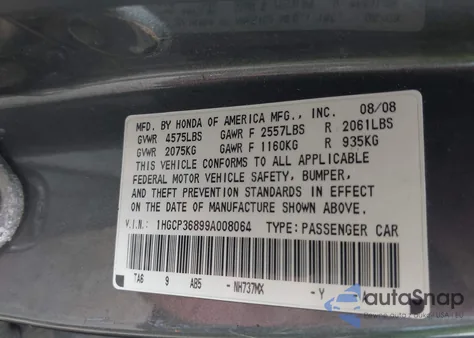 MFD. BY HONDA OF AMERICA MFG., INC. 08/08
GVWR 4575LBS GAWR F 2557LBS R 2061LBS
GVWR 2075KG GAWR F 1160KG R 935KG
THIS VEHICLE CONFORMS TO ALL APPLICABLE
FEDERAL MOTOR VEHICLE SAFETY, BUMPER,
AND THEFT PREVENTION STANDARDS IN EFFECT
ON THE DATE OF MANUFACTURE SHOWN ABOVE.
V.I.N.: 1HGCP36899A008064 TYPE: PASSENGER CAR
TA6 9 AB5 -NH737MX -Y
autoSnap